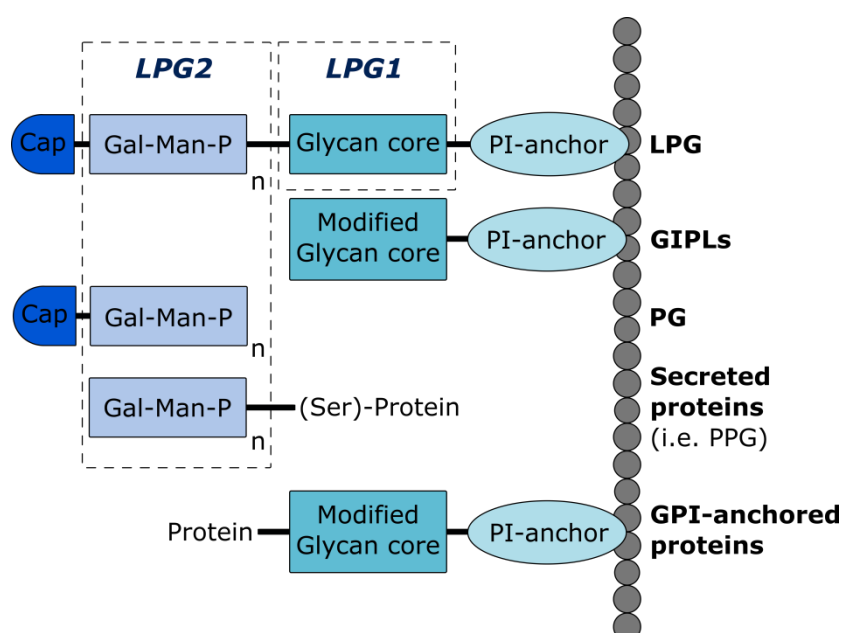 LPG2
LPG1
Cap
Gal-Man-P
n
Glycan core
PI-anchor
LPG
Modified
Glycan core
PI-anchor
GIPLs
Cap
Gal-Man-P
n
PG
Gal-Man-P
n
(Ser)-Protein
Secreted
proteins
(i.e. PPG)
Protein
Modified
Glycan core
PI-anchor
GPI-anchored
proteins